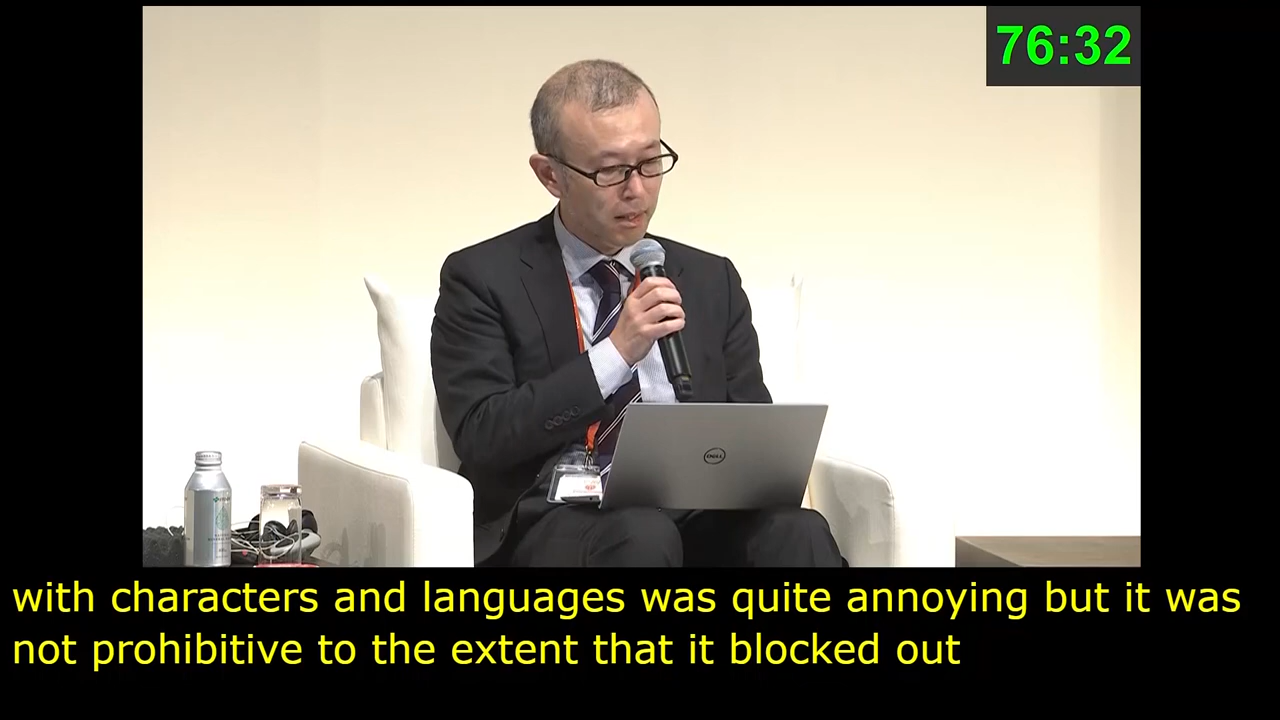 76:32
DELL
with characters and languages was quite annoying but it was
not prohibitive to the extent that it blocked out